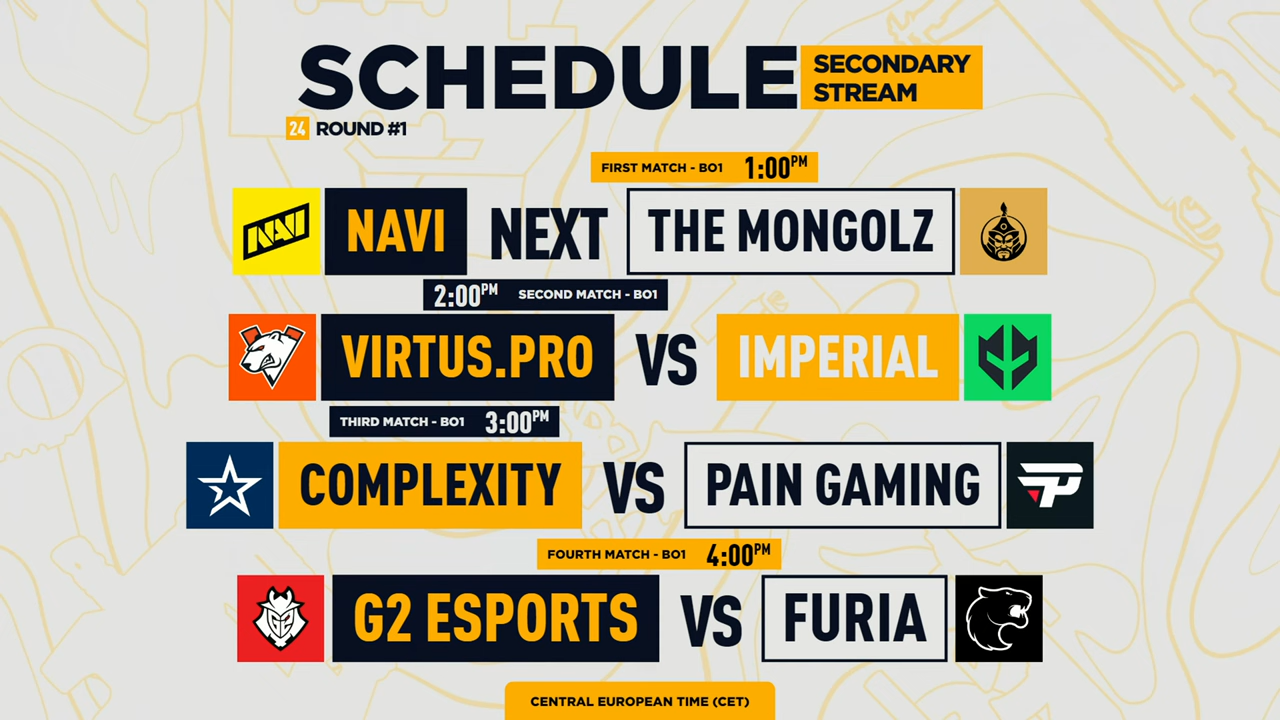 SCHEDULE
SECONDARY
STREAM
24 ROUND #1
FIRST MATCH - BO1 1:00PM
NAVI NAVI NEXT THE MONGOLZ
2:00PM SECOND MATCH - BO1
VIRTUS.PRO VS IMPERIAL
THIRD MATCH - BO1 3:00PM
COMPLEXITY VS PAIN GAMING
FOURTH MATCH - BO1 4:00PM
G2 G2 ESPORTS VS FURIA
CENTRAL EUROPEAN TIME (CET)